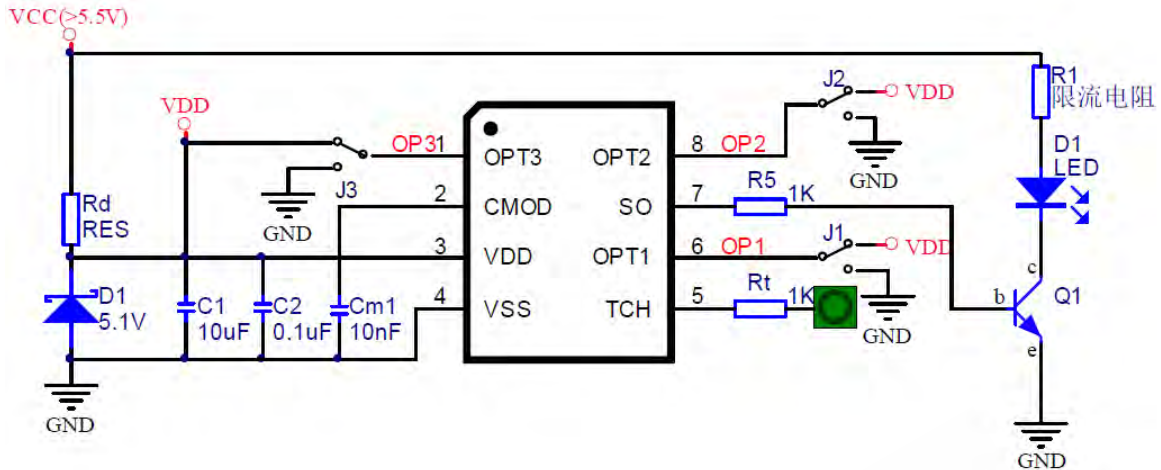 VCC(>5.5V)
VDD
OP3
1
J3
GND
Rd
RES
D1
5.1V
C1
10uF
C2
0.1uF
Cm1
10nF
GND
2
3
4
OPT3
CMOD
VDD
VSS
OPT2
SO
OPT1
TCH
8
OP2
J2
VDD
GND
7
R5
1K
6
OP1
J1
VDD
GND
5
Rt
1K
R1
限流电阻
D1
LED
c
b
Q1
e
GND